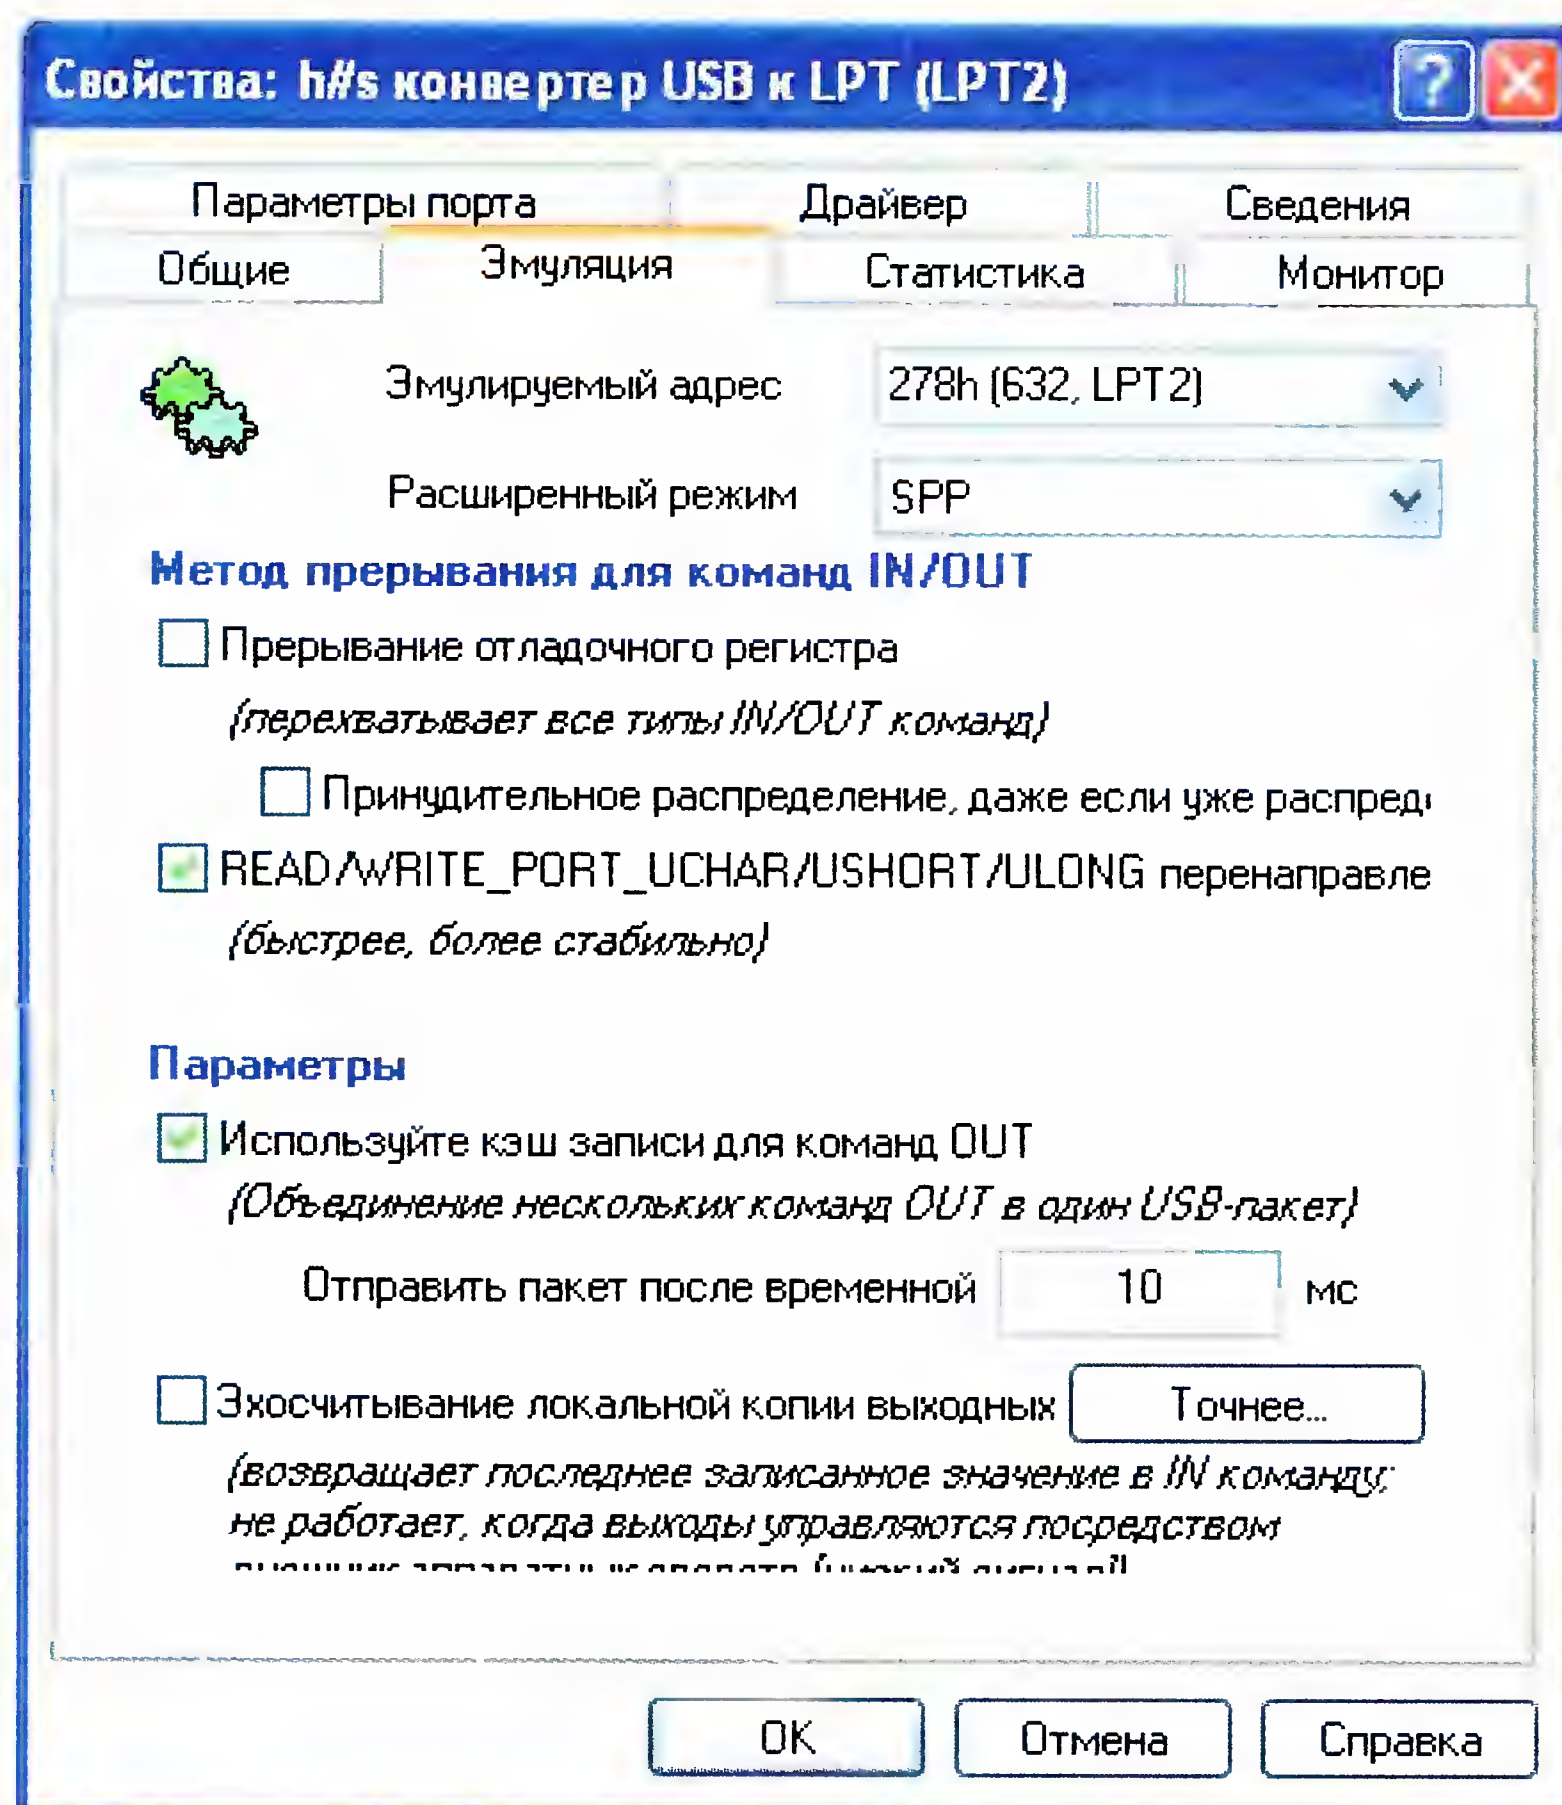 Свойства: h#s конвертер USB к LPT (LPT2)
Параметры порта Драйвер Сведения
Общие Эмуляция Статистика Монитор
Эмулируемый адрес 278h (632, LPT2)
Расширенный режим SPP
Метод прерывания для команд IN/OUT
Прерывание отладочного регистра
(перехватывает все типы IN/OUT команд)
Принудительное распределение, даже если уже распред
READ/WRITE_PORT_UCHAR/USHORT/ULONG перенаправле
(быстрее, более стабильно)
Параметры
Используйте кэш записи для команд OUT
(Объединение нескольких команд OUT в один USB-пакет)
Отправить пакет после временной 10 мс
Эхосчитывание локальной копии выходных Точнее...
(возвращает последнее записанное значение в IN команду;
не работает, когда выходы управляются посредством
OK Отмена Справка